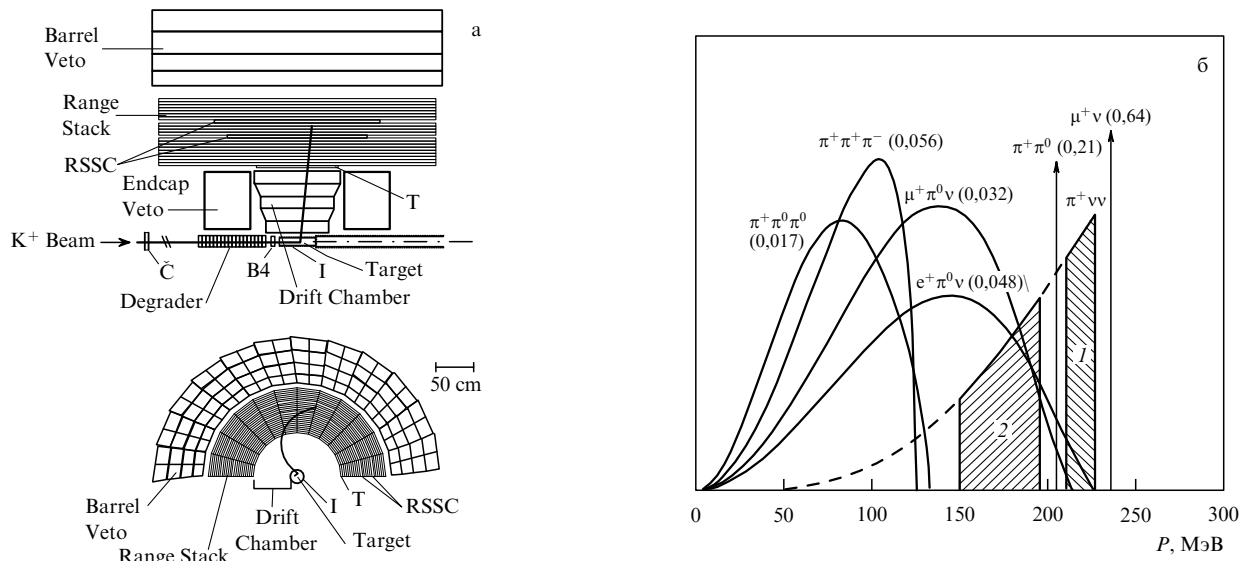 а
Barrel
Veto
Range
Stack
RSSC
Endcap
Veto
T
K⁺ Beam
Č
B4
I
Target
Degrader
Drift Chamber
50 cm
Barrel
Veto
I
T
RSSC
Drift
Chamber
Target
Range Stack
б
μ⁺ν (0,64)
π⁺π⁺π⁻ (0,056)
π⁺π⁰ (0,21)
μ⁺π⁰ν (0,032)
π⁺νν
π⁺π⁰π⁰
(0,017)
e⁺π⁰ν (0,048)\
1
2
0
50
100
150
200
250
300
P, МэВ